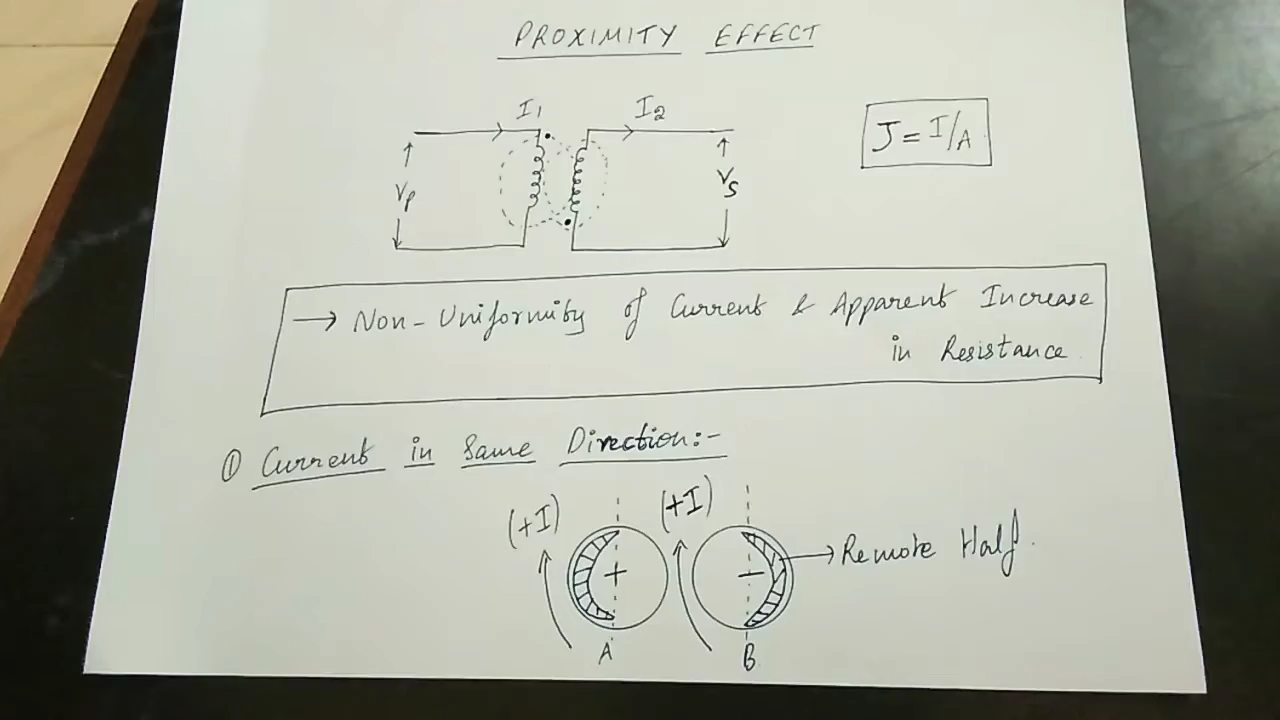 PROXIMITY EFFECT
I1 I2
J = I/A
Vp Vs
→ Non-Uniformity of Current & Apparent Increase
in Resistance.
① Current in Same Direction:-
(+I) (+I)
+ → Remote Half.
A B